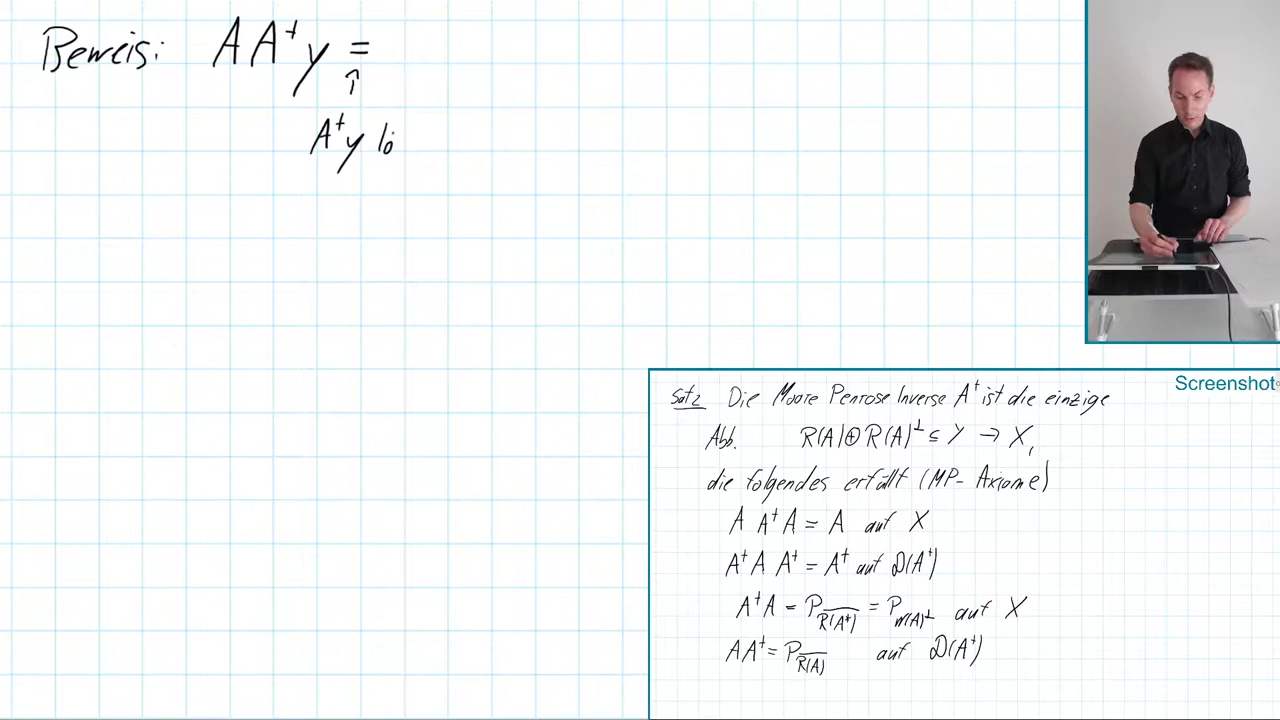 Beweis: A A⁺ y =
↑
A⁺y lö
Screenshot
Satz Die Moore Penrose Inverse A⁺ ist die einzige
Abb. R(A)⊕R(A)^⊥ ⊆ Y → X,
die folgendes erfüllt (MP-Axiome)
A A⁺A = A auf X
A⁺A A⁺ = A⁺ auf D(A⁺)
A⁺A = P_{\overline{R(A⁺)}} = P_{N(A)^⊥} auf X
AA⁺ = P_{\overline{R(A)}} auf D(A⁺)